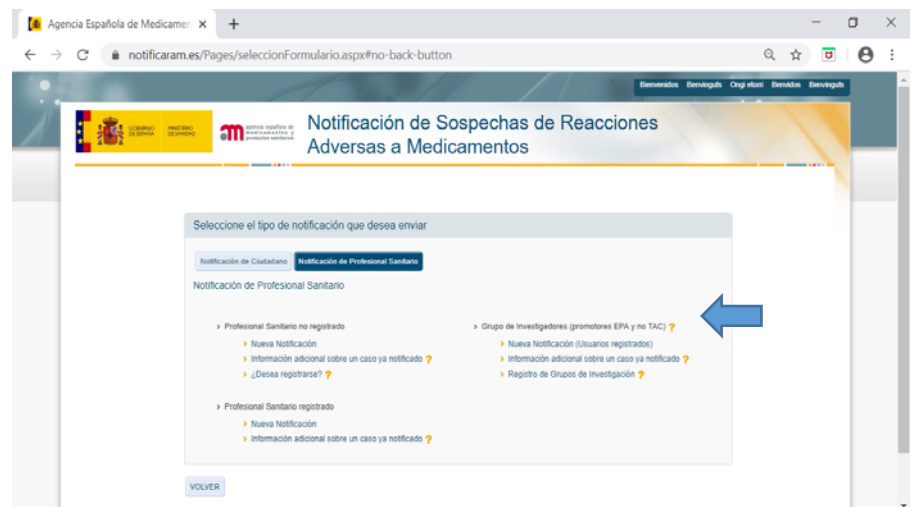 Agencia Española de Medicamen
notificaram.es/Pages/seleccionFormulario.aspx#no-back-button
Bienvenidos Benvinguts Ongi etorri Benvidos Benvinguts
GOBIERNO DE ESPAÑA
MINISTERIO DE SANIDAD
agencia española de
medicamentos y
productos sanitarios
Notificación de Sospechas de Reacciones
Adversas a Medicamentos
Seleccione el tipo de notificación que desea enviar
Notificación de Ciudadano Notificación de Profesional Sanitario
Notificación de Profesional Sanitario
Profesional Sanitario no registrado
Nueva Notificación
Información adicional sobre un caso ya notificado ?
¿Desea registrarse? ?
Profesional Sanitario registrado
Nueva Notificación
Información adicional sobre un caso ya notificado ?
Grupo de Investigadores (promotores EPA y no TAC) ?
Nueva Notificación (Usuarios registrados)
Información adicional sobre un caso ya notificado ?
Registro de Grupos de Investigación ?
VOLVER